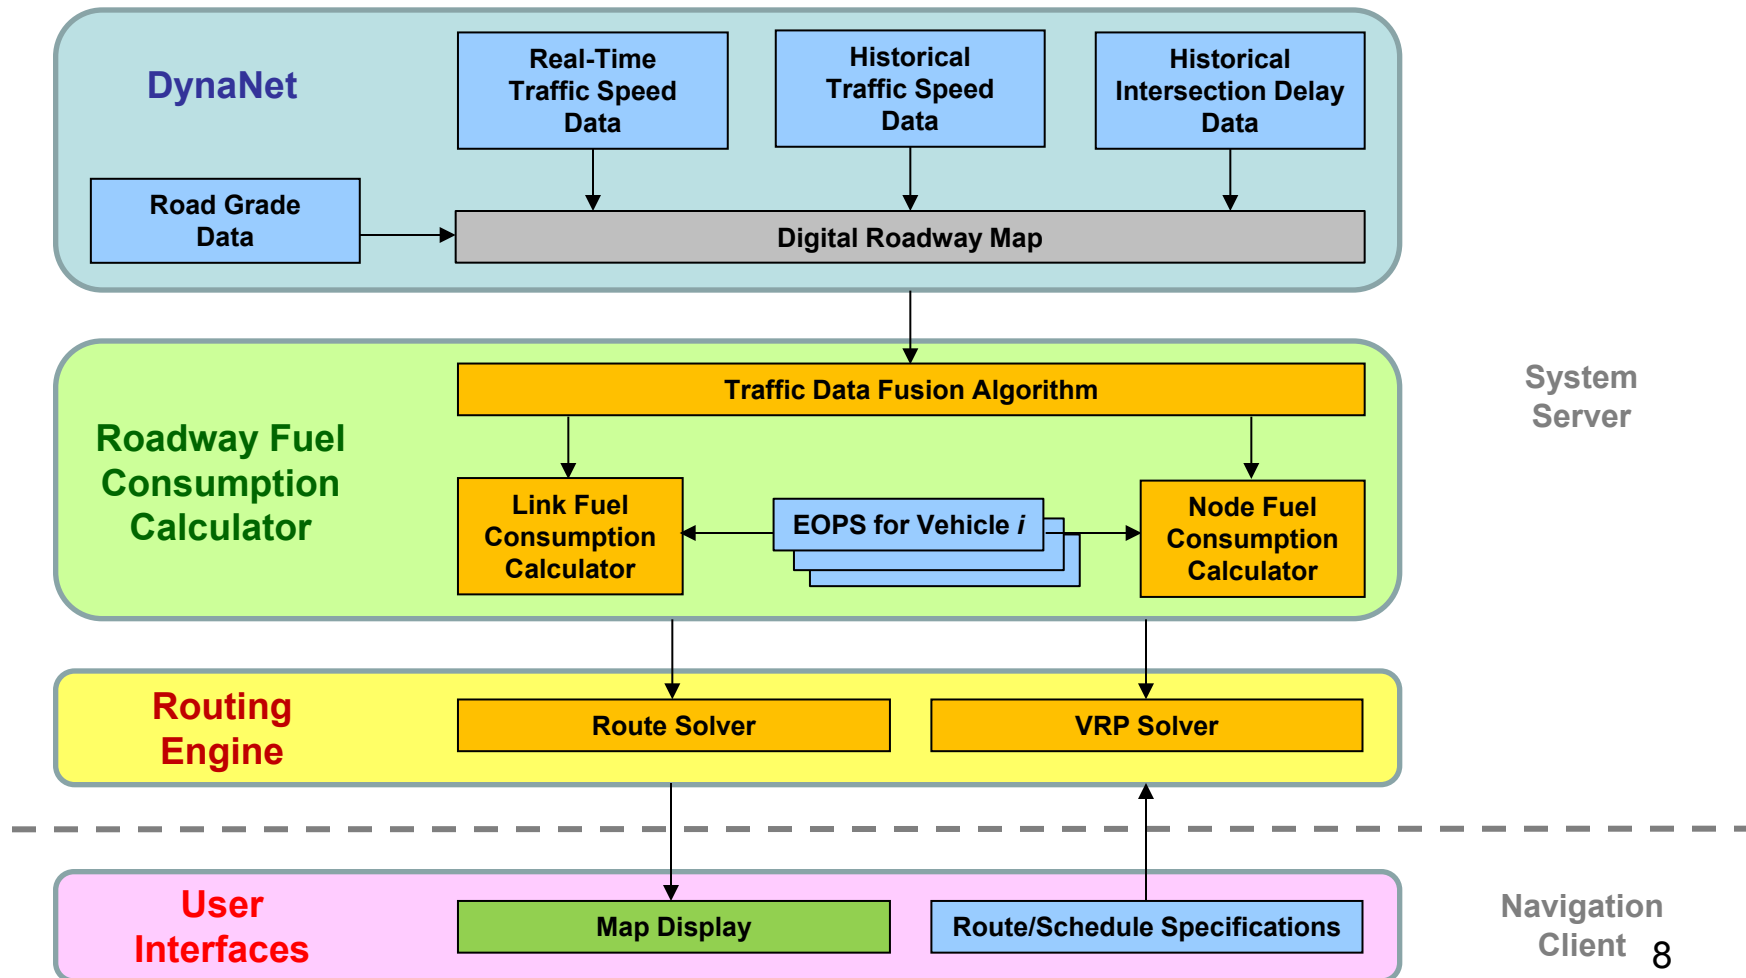 DynaNet
Real-Time
Traffic Speed
Data
Historical
Traffic Speed
Data
Historical
Intersection Delay
Data
Road Grade
Data
Digital Roadway Map
System
Server
Roadway Fuel
Consumption
Calculator
Traffic Data Fusion Algorithm
Link Fuel
Consumption
Calculator
EOPS for Vehicle i
Node Fuel
Consumption
Calculator
Routing
Engine
Route Solver
VRP Solver
User
Interfaces
Map Display
Route/Schedule Specifications
Navigation
Client
8